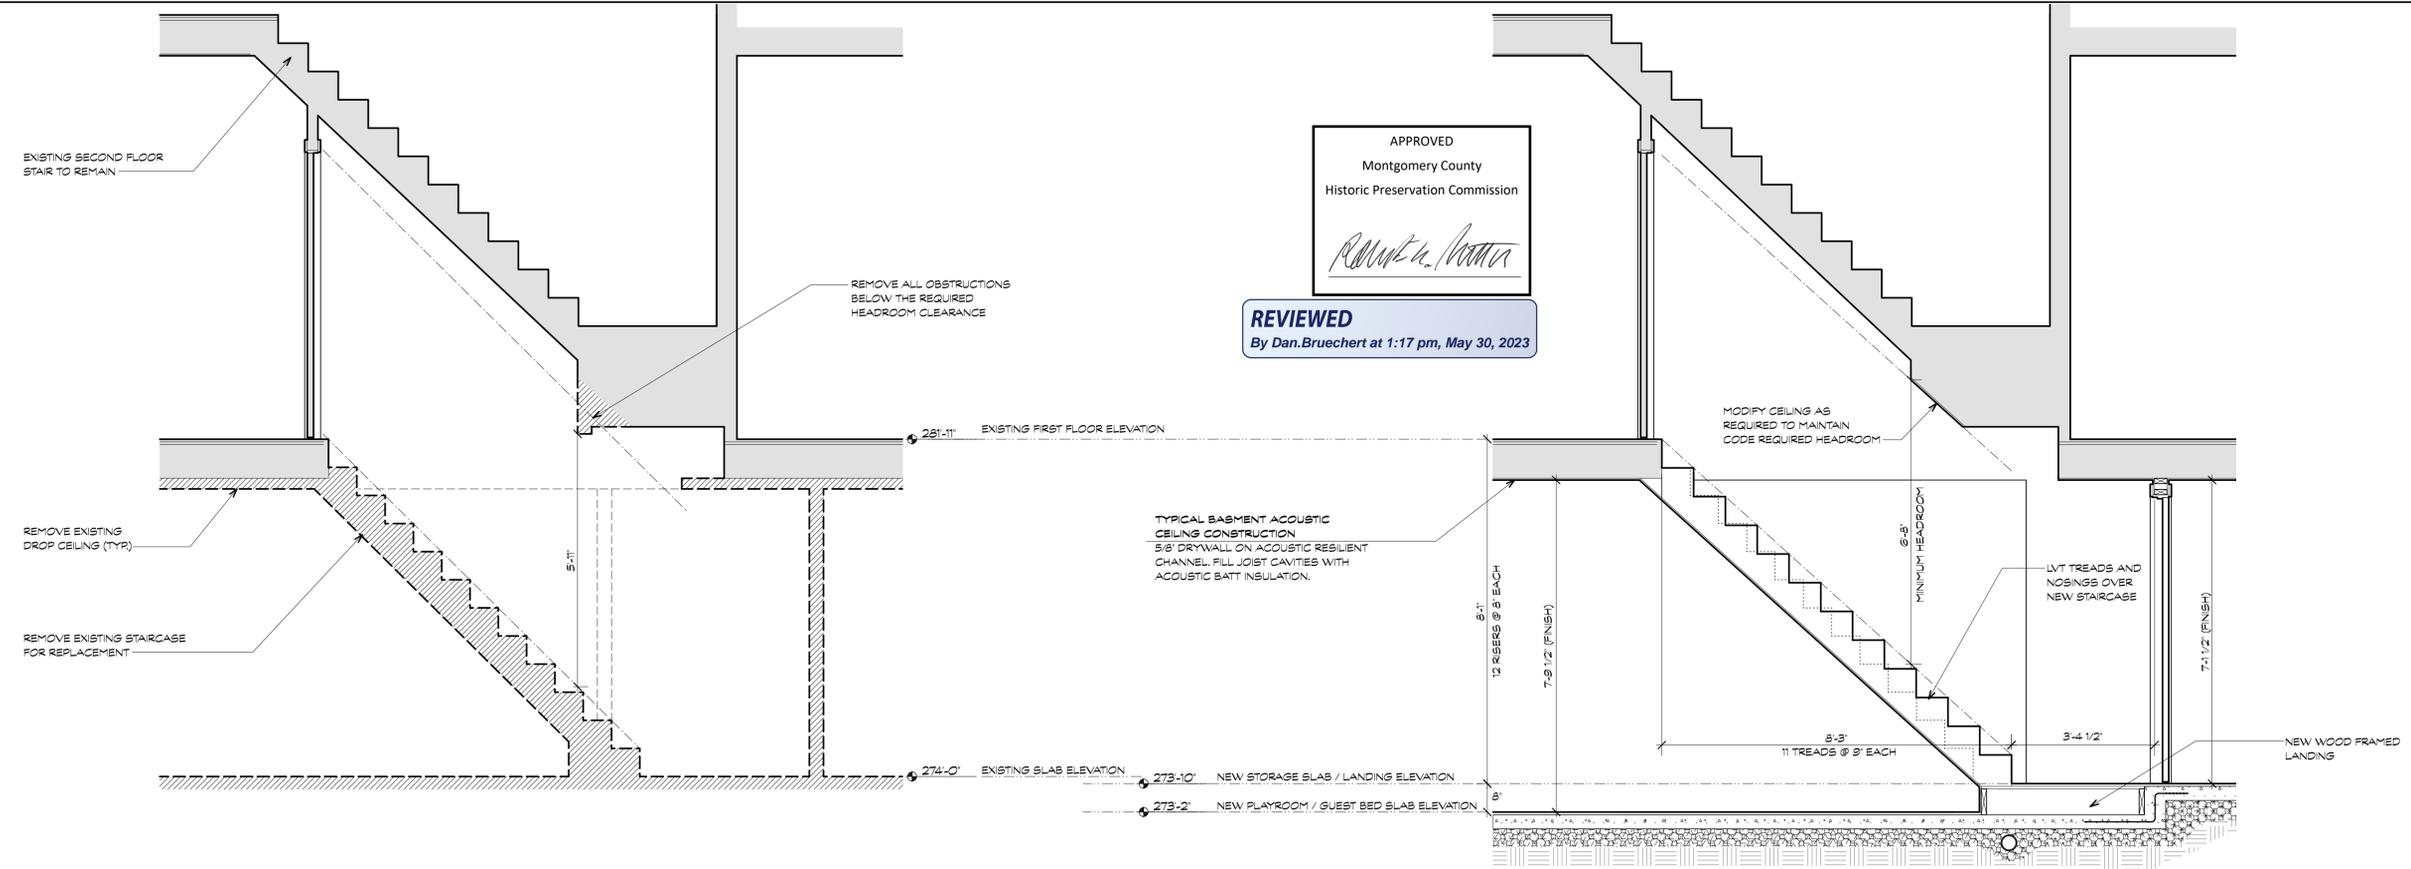 EXISTING SECOND FLOOR
STAIR TO REMAIN
REMOVE ALL OBSTRUCTIONS
BELOW THE REQUIRED
HEADROOM CLEARANCE
281'-11"
EXISTING FIRST FLOOR ELEVATION
REMOVE EXISTING
DROP CEILING (TYP.)
5'-11"
REMOVE EXISTING STAIRCASE
FOR REPLACEMENT
274'-0"
EXISTING SLAB ELEVATION
APPROVED
Montgomery County
Historic Preservation Commission
REVIEWED
By Dan.Bruechert at 1:17 pm, May 30, 2023
MODIFY CEILING AS
REQUIRED TO MAINTAIN
CODE REQUIRED HEADROOM
TYPICAL BASMENT ACOUSTIC
CEILING CONSTRUCTION
5/8" DRYWALL ON ACOUSTIC RESILIENT
CHANNEL. FILL JOIST CAVITIES WITH
ACOUSTIC BATT INSULATION.
8'-1"
12 RISERS @ 8" EACH
7'-9 1/2" (FINISH)
6'-8"
MINIMUM HEADROOM
LVT TREADS AND
NOSINGS OVER
NEW STAIRCASE
7'-1 1/2" (FINISH)
8'-3"
11 TREADS @ 9" EACH
3'-4 1/2"
NEW WOOD FRAMED
LANDING
273'-10"
NEW STORAGE SLAB / LANDING ELEVATION
8"
273'-2"
NEW PLAYROOM / GUEST BED SLAB ELEVATION